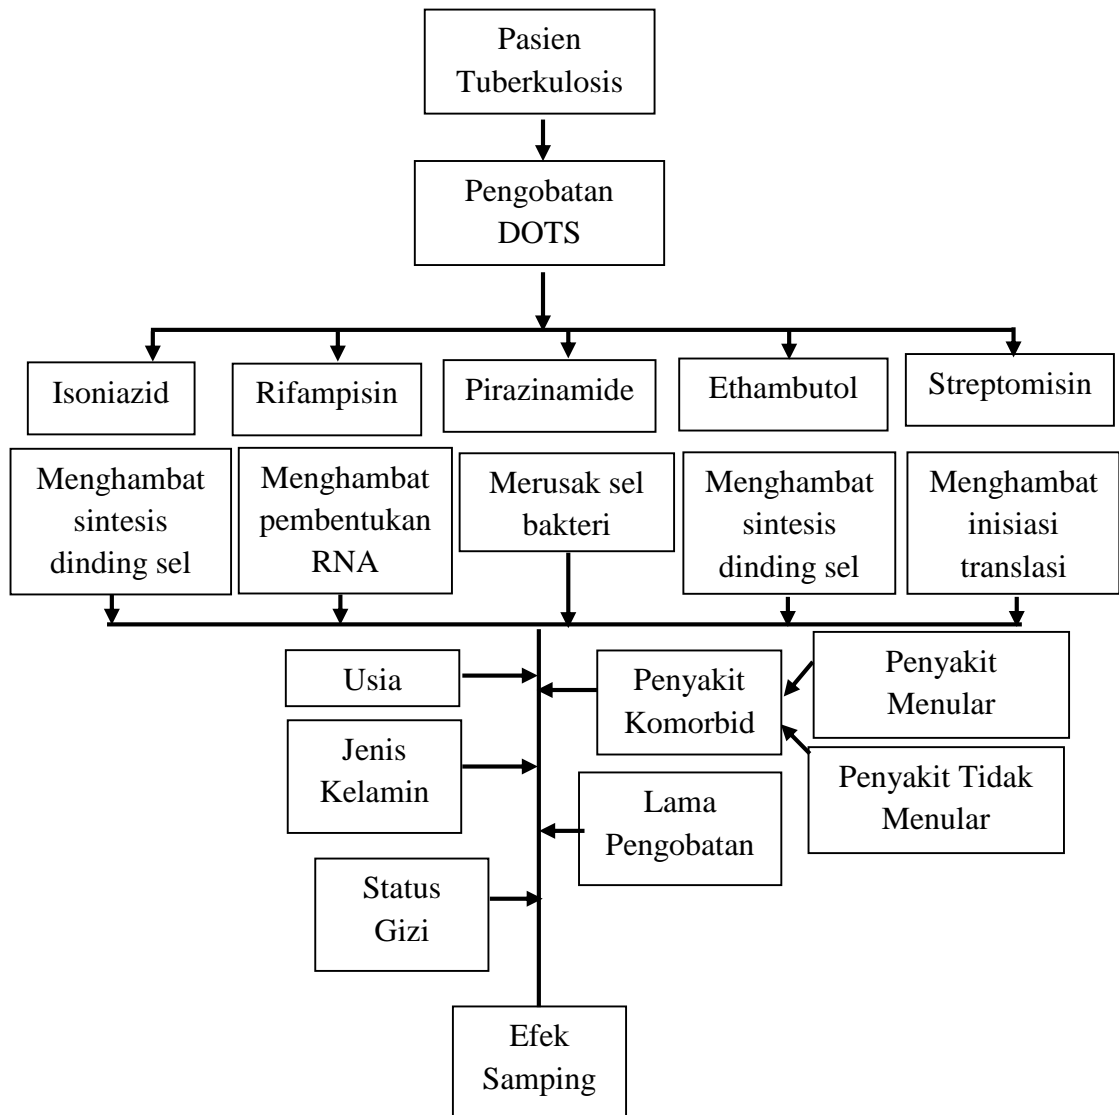 Pasien
Tuberkulosis
Pengobatan
DOTS
Isoniazid
Rifampisin
Pirazinamide
Ethambutol
Streptomisin
Menghambat
sintesis
dinding sel
Menghambat
pembentukan
RNA
Merusak sel
bakteri
Menghambat
sintesis
dinding sel
Menghambat
inisiasi
translasi
Usia
Penyakit
Komorbid
Penyakit
Menular
Jenis
Kelamin
Penyakit Tidak
Menular
Lama
Pengobatan
Status
Gizi
Efek
Samping